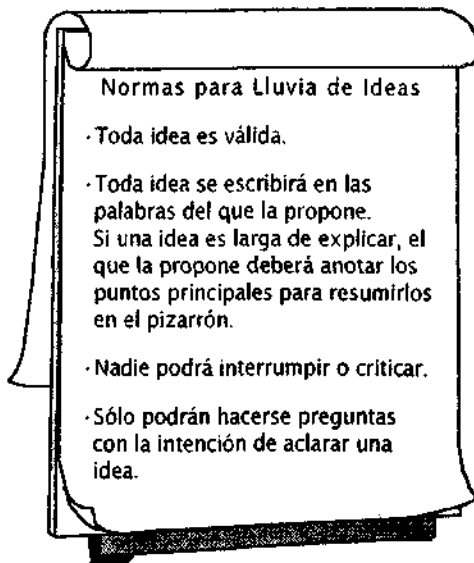 Normas para Lluvia de Ideas
· Toda idea es válida.
· Toda idea se escribirá en las
palabras del que la propone.
Si una idea es larga de explicar, el
que la propone deberá anotar los
puntos principales para resumirlos
en el pizarrón.
· Nadie podrá interrumpir o criticar.
· Sólo podrán hacerse preguntas
con la intención de aclarar una
idea.